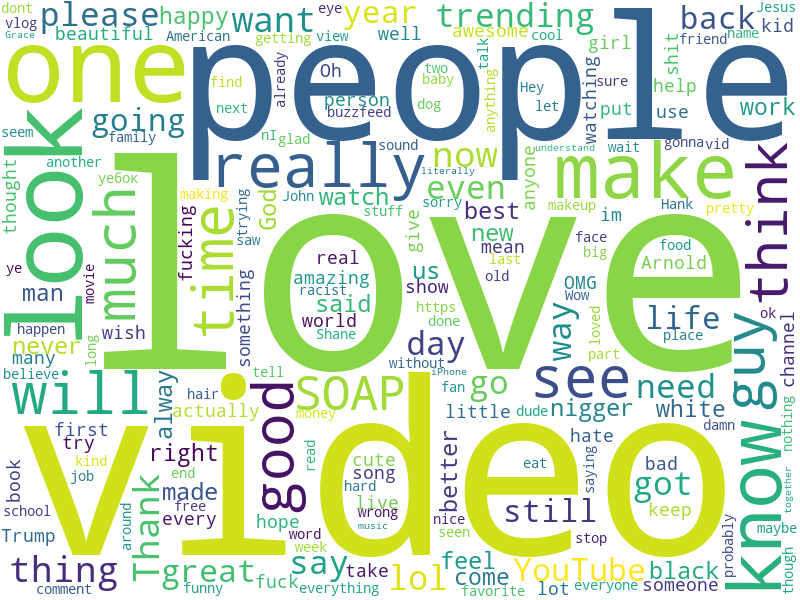 dont
vlog
Grace
please
happy
beautiful
American
want
getting
eye
view
year
well
trending
awesome
talk
cool
girl
back
friend
name
Jesus
kid
one
people
already
Oh
find
next
person
buzzfeed
two
baby
dog
anything
Hey
let
watching
sure
put
shit
help
use
work
look
seem
thought
going
family
another
nI
glad
really
sound
now
literally
understand
wait
gonna
vid
make
anyone
even
уебок
much
making
time
trying
saw
God
John
watch
stuff
sorry
give
best
new
mean
makeup
im
face
big
Hank
pretty
food
Arnold
think
love
fucking
ye
movie
man
happen
never
many
believe
long
wish
something
real
amazing
racist
said
world
Shane
us
show
https
done
day
without
last
old
OMG
Wow
way
loved
part
life
place
ok
channel
guy
will
alway
hair
tell
iPhone
actually
money
SOAP
fan
go
little
dude
see
need
nigger
white
damn
nothing
know
video
first
try
kind
job
book
school
right
end
made
free
every
good
read
cute
song
hard
live
wrong
music
better
nice
seen
eat
still
stop
saying
hate
bad
got
keep
probably
maybe
together
though
Trump
around
Thank
hope
word
week
thing
comment
great
funny
fuck
everything
say
take
lol
feel
come
favorite
YouTube
lot
everyone
black
someone